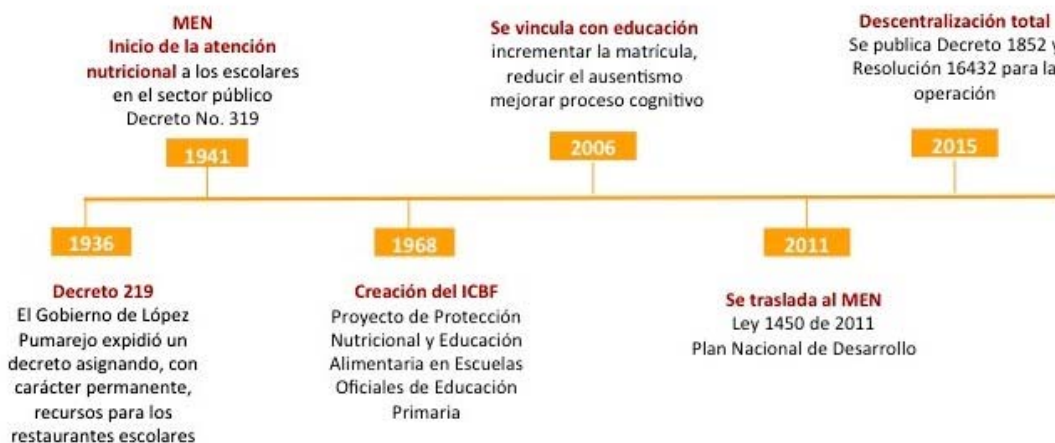 MEN
Inicio de la atención
nutricional a los escolares
en el sector público
Decreto No. 319
1941
Se vincula con educación
incrementar la matrícula,
reducir el ausentismo
mejorar proceso cognitivo
2006
Descentralización total
Se publica Decreto 1852 y
Resolución 16432 para la
operación
2015
1936
Decreto 219
El Gobierno de López
Pumarejo expidió un
decreto asignando, con
carácter permanente,
recursos para los
restaurantes escolares
1968
Creación del ICBF
Proyecto de Protección
Nutricional y Educación
Alimentaria en Escuelas
Oficiales de Educación
Primaria
2011
Se traslada al MEN
Ley 1450 de 2011
Plan Nacional de Desarrollo